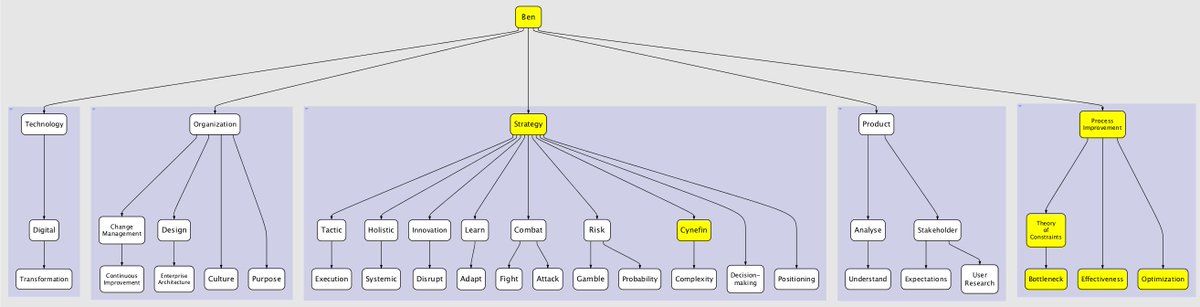 Ben
Technology
Organization
Strategy
Product
Process
Improvement
Digital
Change
Management
Design
Tactic
Holistic
Innovation
Learn
Combat
Risk
Cynefin
Analyse
Stakeholder
Theory
of
Constraints
Transformation
Continuous
Improvement
Enterprise
Architecture
Culture
Purpose
Execution
Systemic
Disrupt
Adapt
Fight
Attack
Gamble
Probability
Complexity
Decision-
making
Positioning
Understand
Expectations
User
Research
Bottleneck
Effectiveness
Optimization